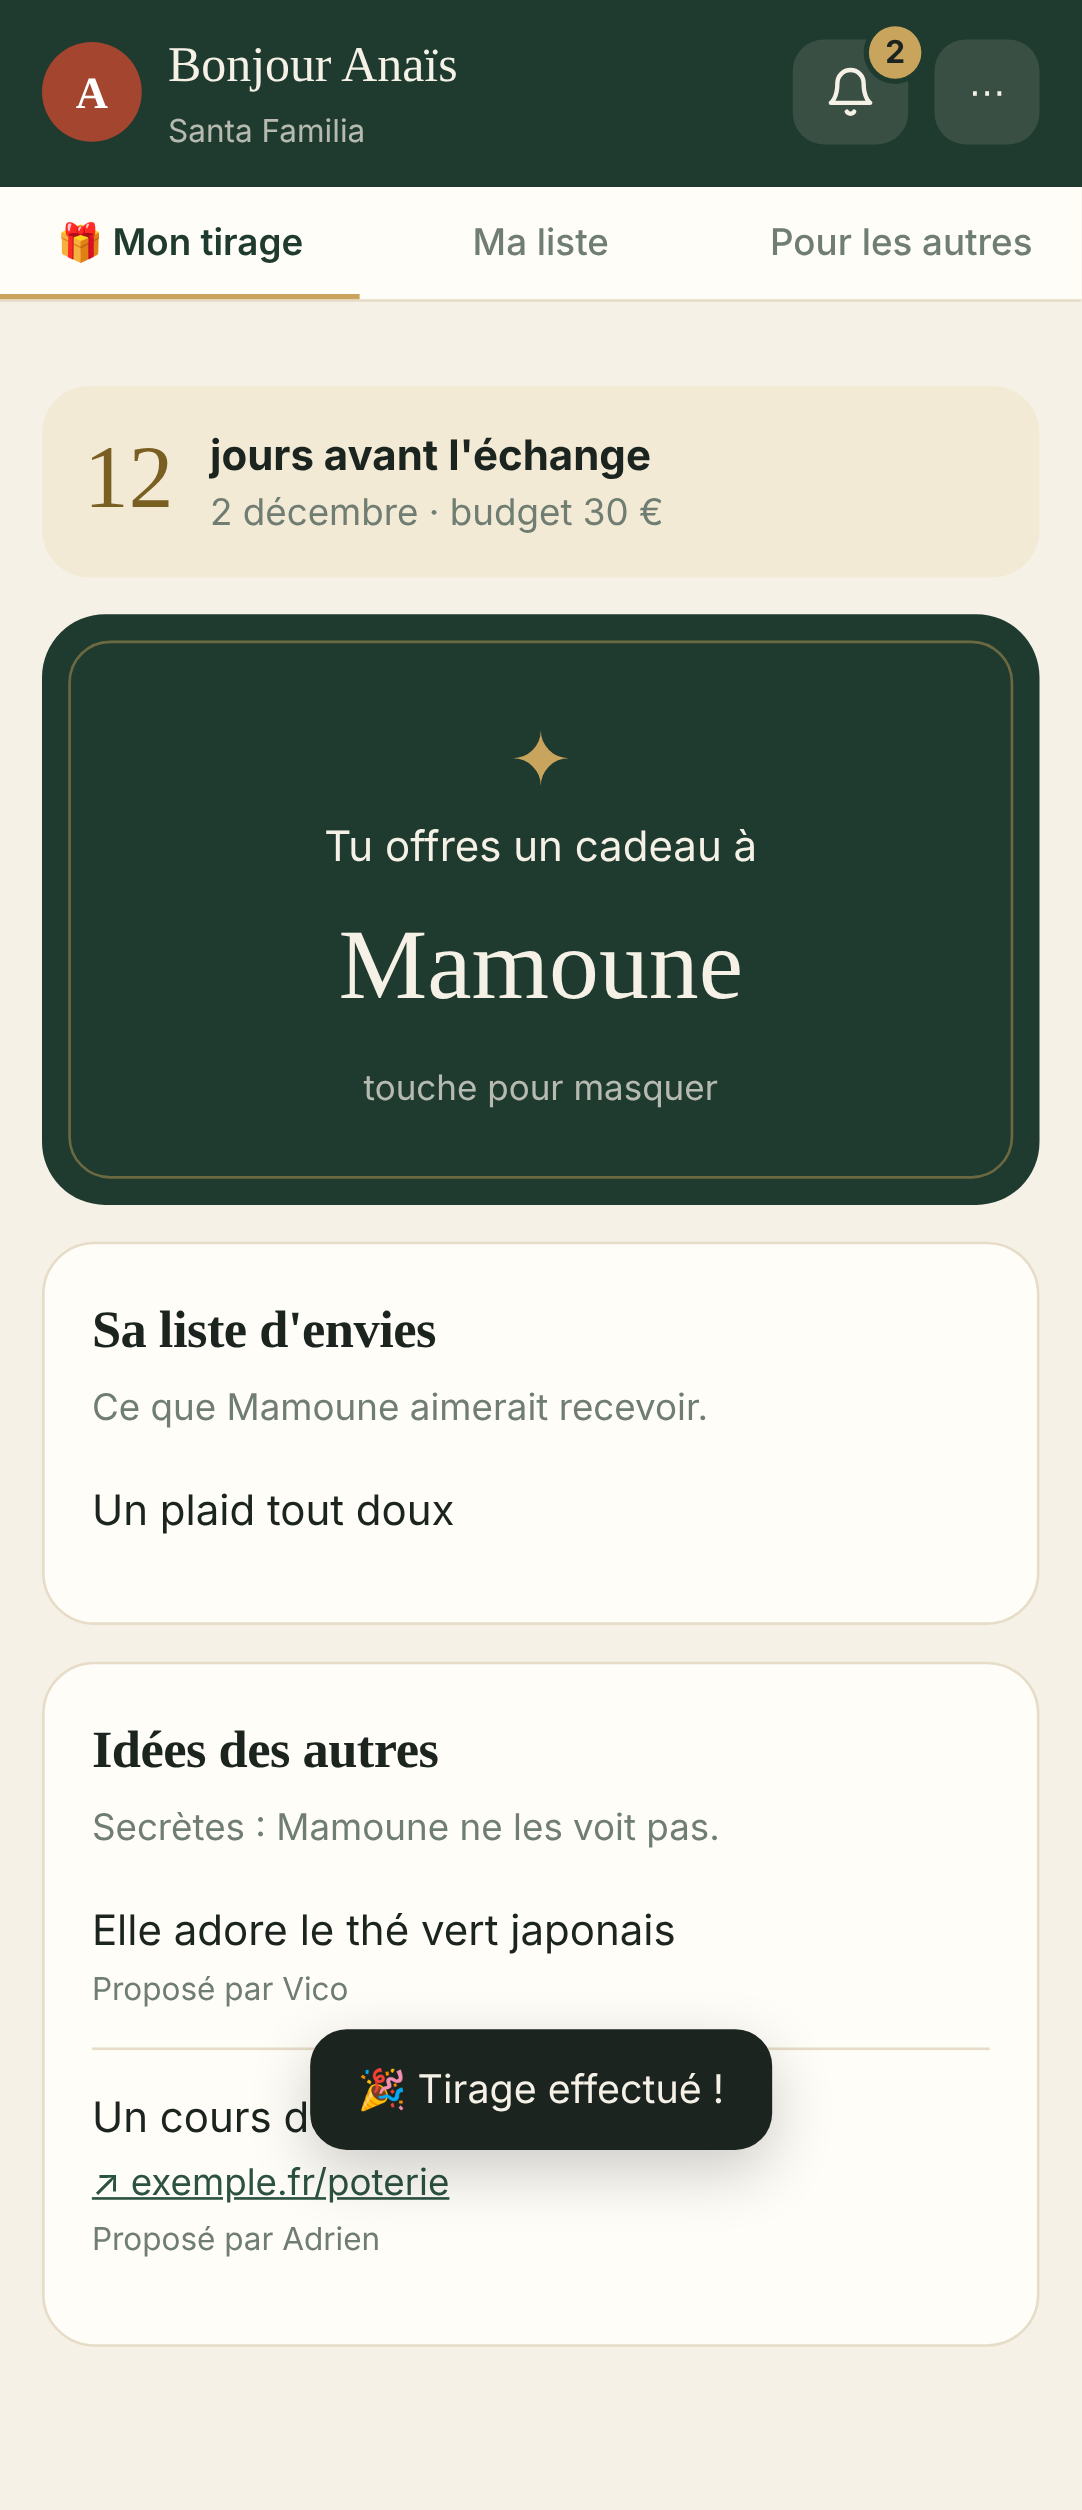 A
Bonjour Anaïs
Santa Familia
2
...
🎁 Mon tirage
Ma liste
Pour les autres
12
jours avant l'échange
2 décembre · budget 30 €
Tu offres un cadeau à
Mamoune
touche pour masquer
Sa liste d'envies
Ce que Mamoune aimerait recevoir.
Un plaid tout doux
Idées des autres
Secrètes : Mamoune ne les voit pas.
Elle adore le thé vert japonais
Proposé par Vico
🎉 Tirage effectué !
Un cours
↗ exemple.fr/poterie
Proposé par Adrien